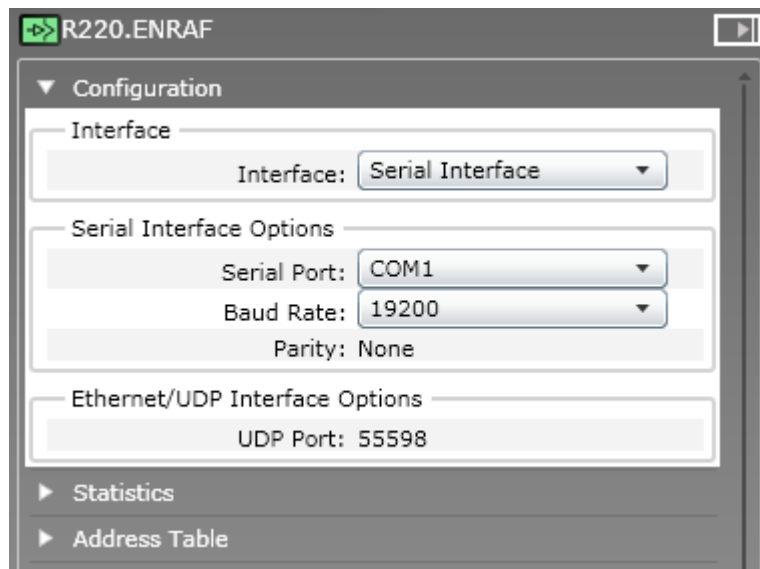 R220.ENRAF
Configuration
Interface
Interface: Serial Interface
Serial Interface Options
Serial Port: COM1
Baud Rate: 19200
Parity: None
Ethernet/UDP Interface Options
UDP Port: 55598
Statistics
Address Table